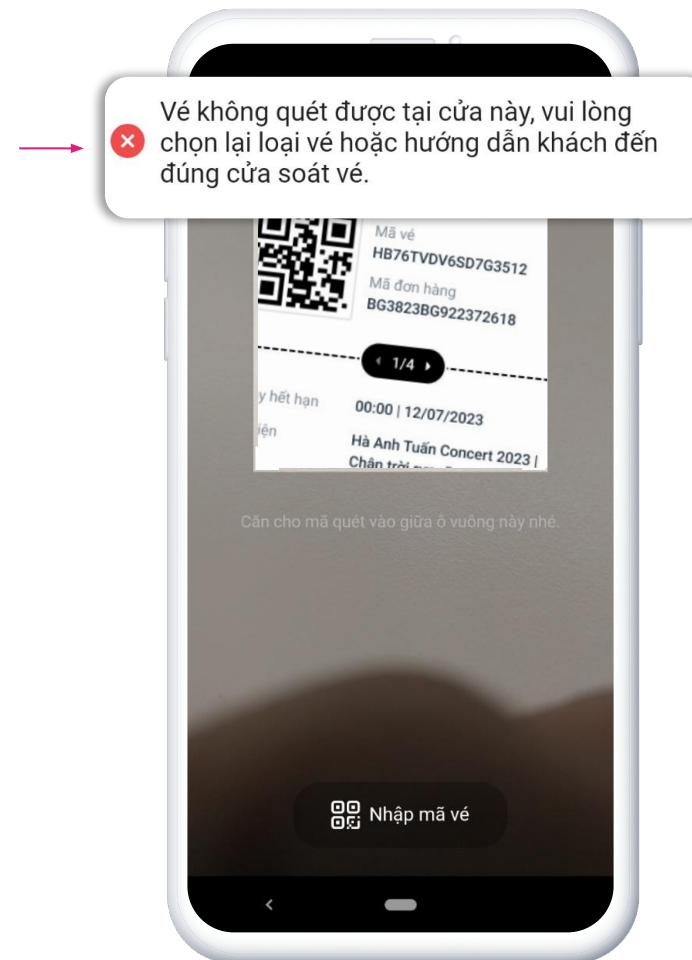 Vé không quét được tại cửa này, vui lòng
chọn lại loại vé hoặc hướng dẫn khách đến
đúng cửa soát vé.
Mã vé
HB76TVDV6SD7G3512
Mã đơn hàng
BG3823BG922372618
1/4
hết hạn
00:00 | 12/07/2023
Hà Anh Tuấn Concert 2023 |
Chân trời
Căn cho mã quét vào giữa ô vuông này nhé.
Nhập mã vé